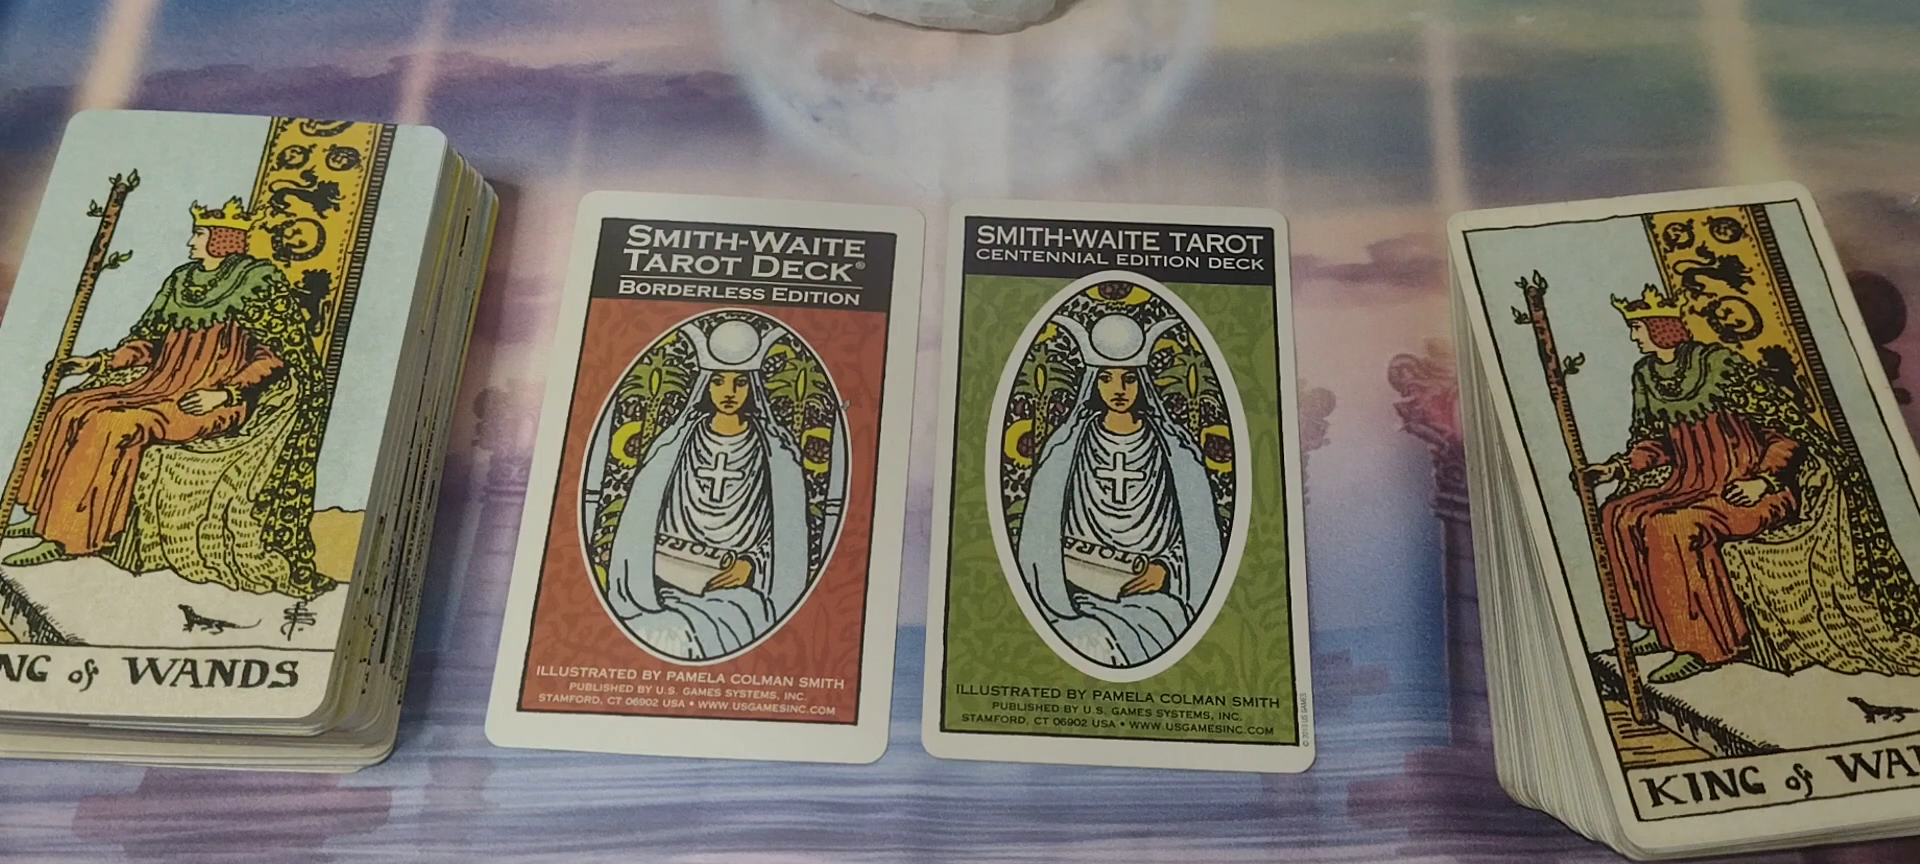 NG of WANDS
SMITH-WAITE
TAROT DECK®
BORDERLESS EDITION
TORA
ILLUSTRATED BY PAMELA COLMAN SMITH
PUBLISHED BY U.S. GAMES SYSTEMS, INC.
STAMFORD, CT 06902 USA • WWW.USGAMESINC.COM
SMITH-WAITE TAROT
CENTENNIAL EDITION DECK
TORA
ILLUSTRATED BY PAMELA COLMAN SMITH
PUBLISHED BY U.S. GAMES SYSTEMS, INC.
STAMFORD, CT 06902 USA • WWW.USGAMESINC.COM
KING of WA